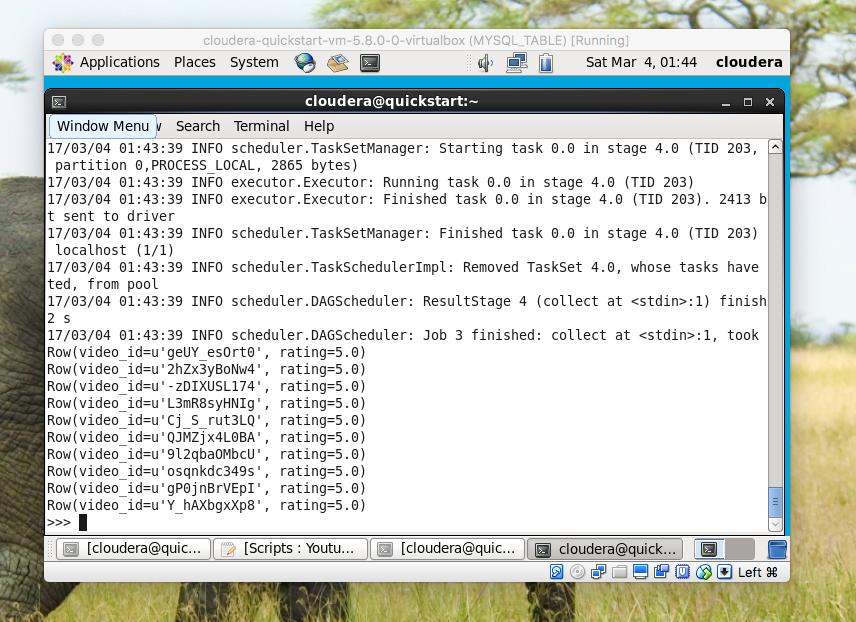 cloudera-quickstart-vm-5.8.0-0-virtualbox (MYSQL_TABLE) [Running]
Applications Places System Sat Mar 4, 01:44 cloudera
cloudera@quickstart:~
Window Menu w Search Terminal Help
17/03/04 01:43:39 INFO scheduler.TaskSetManager: Starting task 0.0 in stage 4.0 (TID 203,
 partition 0,PROCESS_LOCAL, 2865 bytes)
17/03/04 01:43:39 INFO executor.Executor: Running task 0.0 in stage 4.0 (TID 203)
17/03/04 01:43:39 INFO executor.Executor: Finished task 0.0 in stage 4.0 (TID 203). 2413 b
t sent to driver
17/03/04 01:43:39 INFO scheduler.TaskSetManager: Finished task 0.0 in stage 4.0 (TID 203)
 localhost (1/1)
17/03/04 01:43:39 INFO scheduler.TaskSchedulerImpl: Removed TaskSet 4.0, whose tasks have
ted, from pool
17/03/04 01:43:39 INFO scheduler.DAGScheduler: ResultStage 4 (collect at <stdin>:1) finish
2 s
17/03/04 01:43:39 INFO scheduler.DAGScheduler: Job 3 finished: collect at <stdin>:1, took
Row(video_id=u'geUY_esOrt0', rating=5.0)
Row(video_id=u'2hZx3yBoNw4', rating=5.0)
Row(video_id=u'-zDIXUSL174', rating=5.0)
Row(video_id=u'L3mR8syHNIg', rating=5.0)
Row(video_id=u'Cj_S_rut3LQ', rating=5.0)
Row(video_id=u'QJMZjx4L0BA', rating=5.0)
Row(video_id=u'9l2qbaOMbcU', rating=5.0)
Row(video_id=u'osqnkdc349s', rating=5.0)
Row(video_id=u'gP0jnBrVEpI', rating=5.0)
Row(video_id=u'Y_hAXbgxXp8', rating=5.0)
>>>
[cloudera@quic... [Scripts : Youtu... [cloudera@quic... cloudera@quick...
Left ⌘